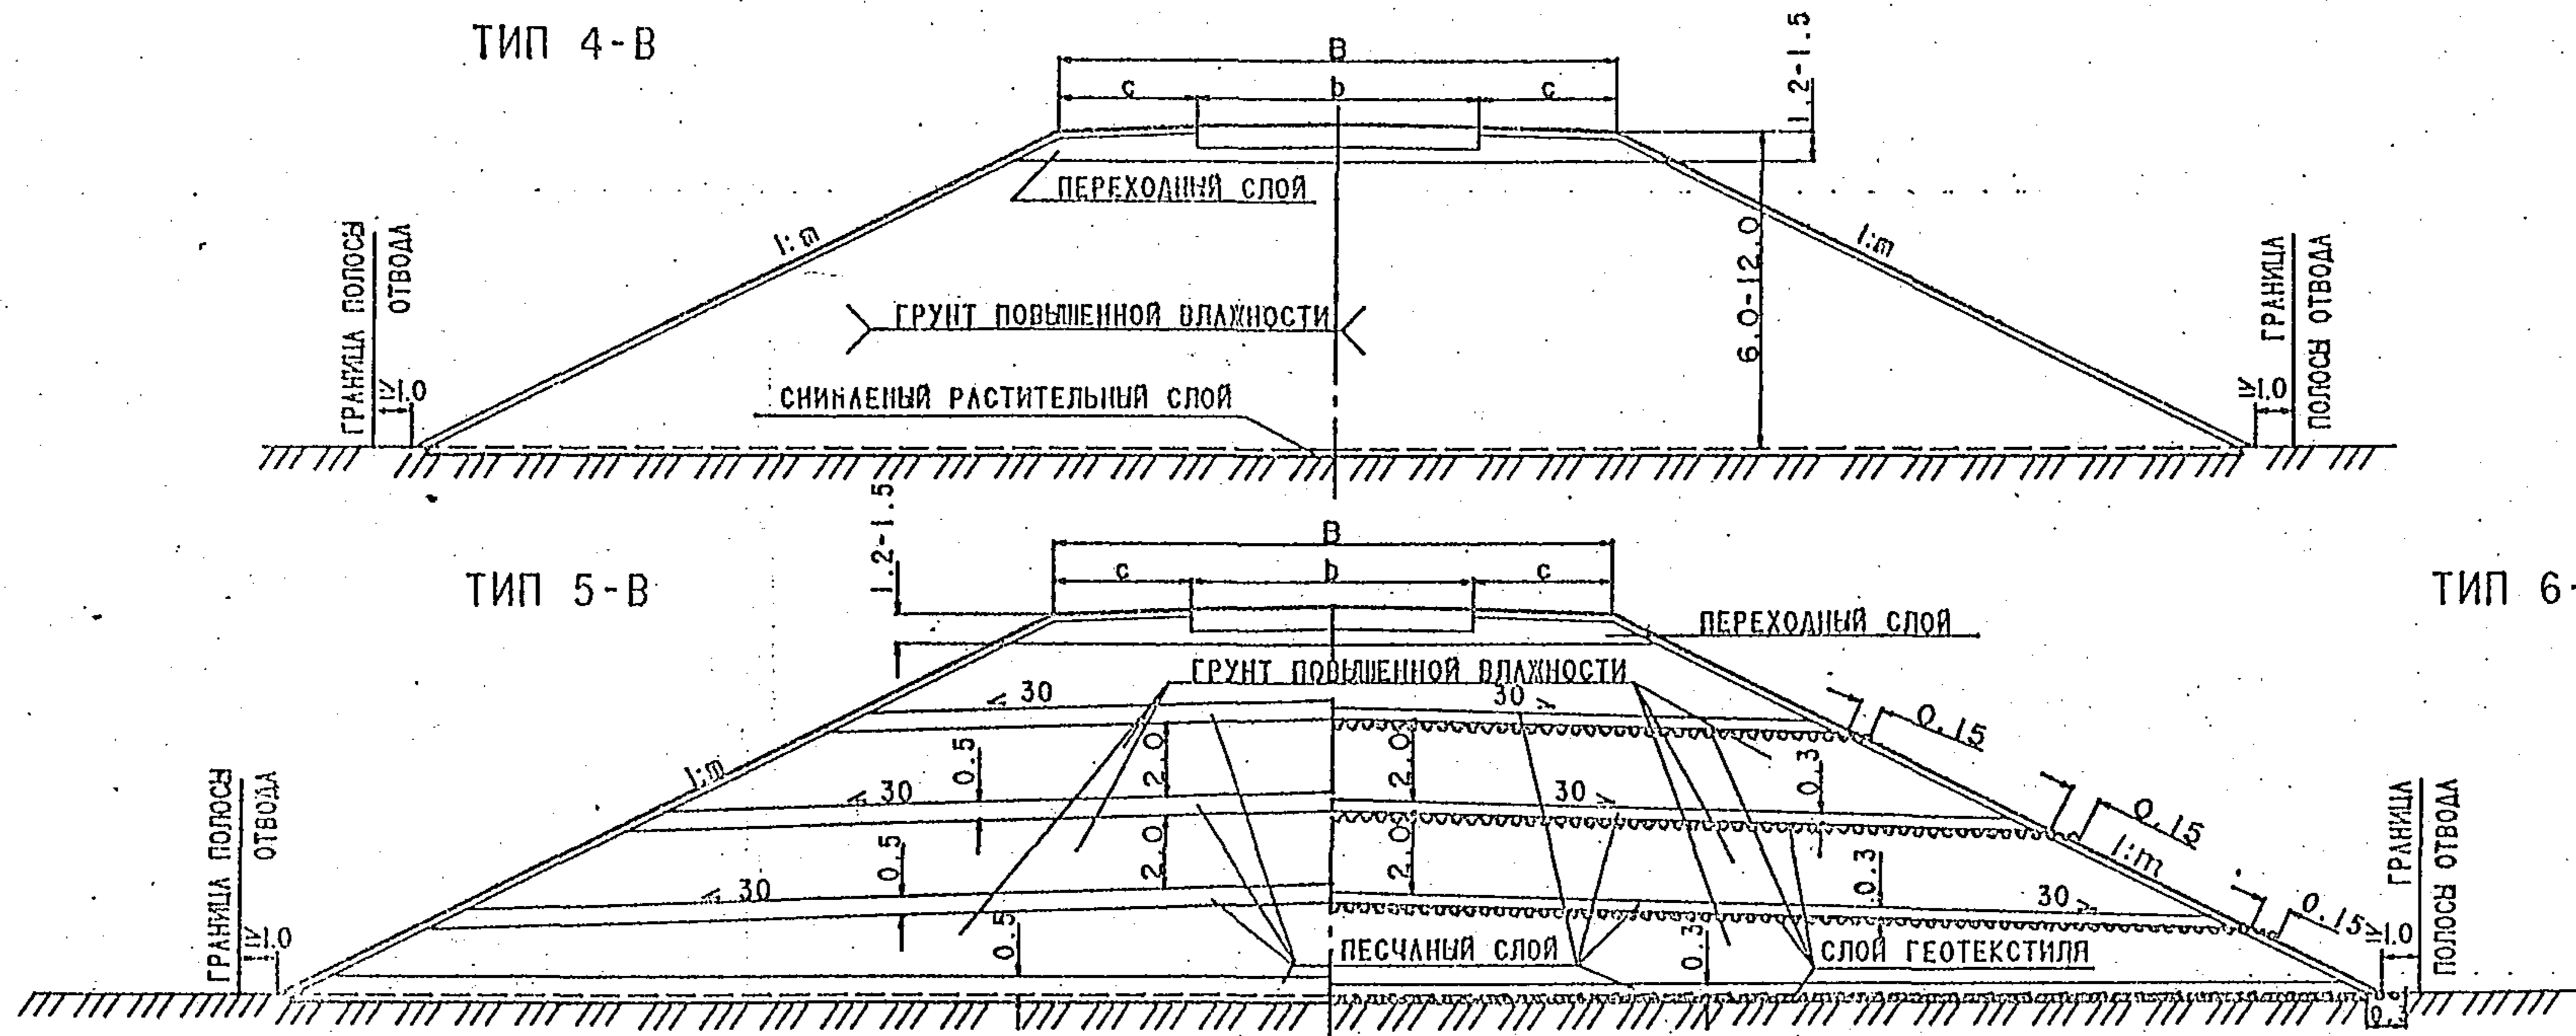 ТИП 4-В
В
с
b
с
1.2-1.5
ПЕРЕХОДНЫЙ СЛОЙ
1:m
1:m
ГРАНИЦА ПОЛОСЫ
ОТВОДА
≥1.0
ГРУНТ ПОВЫШЕННОЙ ВЛАЖНОСТИ
6.0-12.0
СНИМАЕМЫЙ РАСТИТЕЛЬНЫЙ СЛОЙ
≥1.0
ГРАНИЦА
ПОЛОСЫ ОТВОДА
ТИП 5-В
1.2-1.5
В
с
b
с
ТИП 6-
ПЕРЕХОДНЫЙ СЛОЙ
ГРУНТ ПОВЫШЕННОЙ ВЛАЖНОСТИ
30
30
0.15
1:m
0.5
2.0
2.0
0.3
30
30
0.15
1:m
0.5
2.0
2.0
0.3
30
30
0.15
ГРАНИЦА ПОЛОСЫ
ОТВОДА
≥1.0
0.5
ПЕСЧАНЫЙ СЛОЙ
0.3
СЛОЙ ГЕОТЕКСТИЛЯ
≥1.0
ГРАНИЦА
ПОЛОСЫ ОТВОДА
0.3